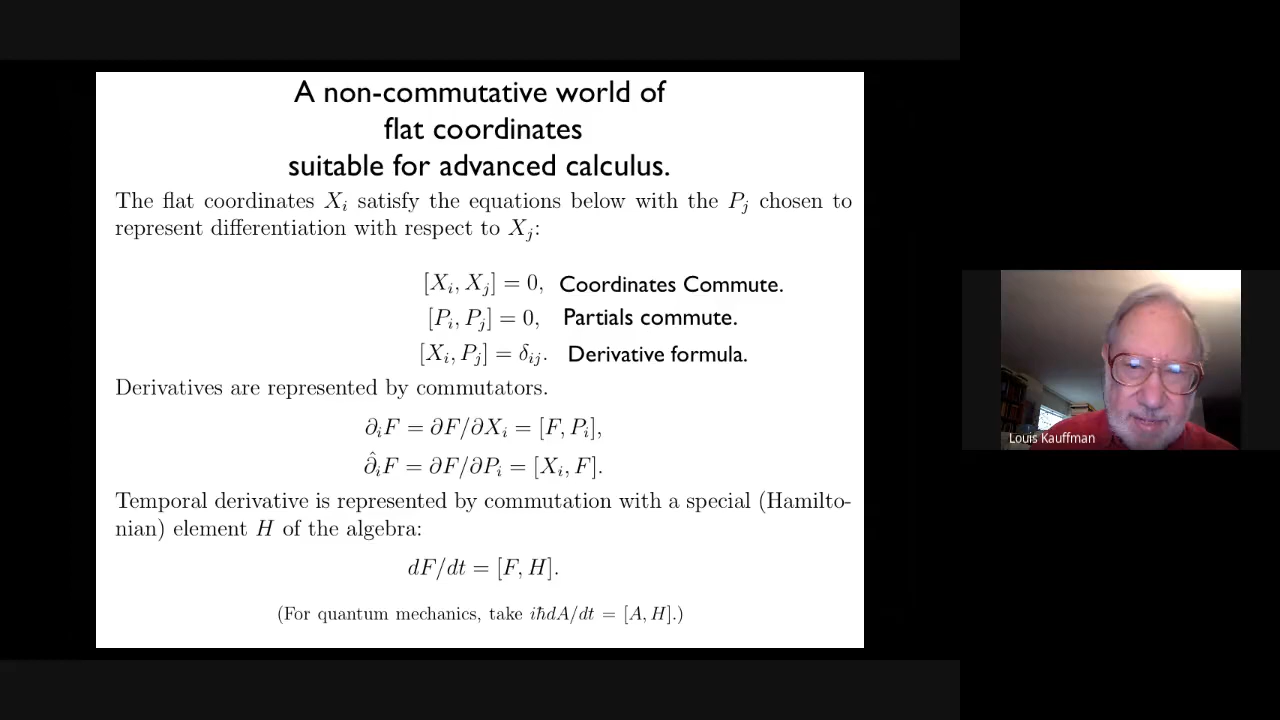 A non-commutative world of
flat coordinates
suitable for advanced calculus.
The flat coordinates X_i satisfy the equations below with the P_j chosen to
represent differentiation with respect to X_j:
[X_i, X_j] = 0, Coordinates Commute.
[P_i, P_j] = 0, Partials commute.
[X_i, P_j] = δ_ij. Derivative formula.
Derivatives are represented by commutators.
∂_iF = ∂F/∂X_i = [F, P_i],
∂̂_iF = ∂F/∂P_i = [X_i, F].
Temporal derivative is represented by commutation with a special (Hamilto-
nian) element H of the algebra:
dF/dt = [F, H].
(For quantum mechanics, take iħdA/dt = [A, H].)
Louis Kauffman